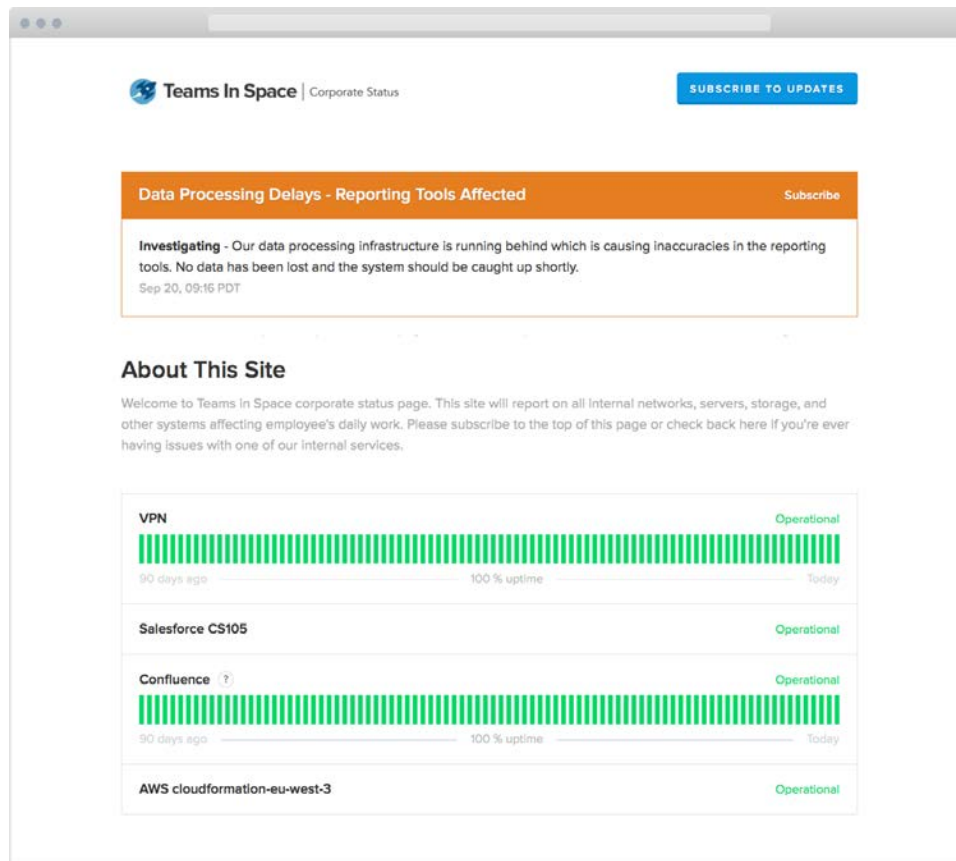 Teams In Space | Corporate Status
SUBSCRIBE TO UPDATES
Data Processing Delays - Reporting Tools Affected
Subscribe
Investigating - Our data processing infrastructure is running behind which is causing inaccuracies in the reporting
tools. No data has been lost and the system should be caught up shortly.
Sep 20, 09:16 PDT
About This Site
Welcome to Teams in Space corporate status page. This site will report on all internal networks, servers, storage, and
other systems affecting employee's daily work. Please subscribe to the top of this page or check back here if you're ever
having issues with one of our internal services.
VPN
Operational
90 days ago
100 % uptime
Today
Salesforce CS105
Operational
Confluence ?
Operational
90 days ago
100 % uptime
Today
AWS cloudformation-eu-west-3
Operational